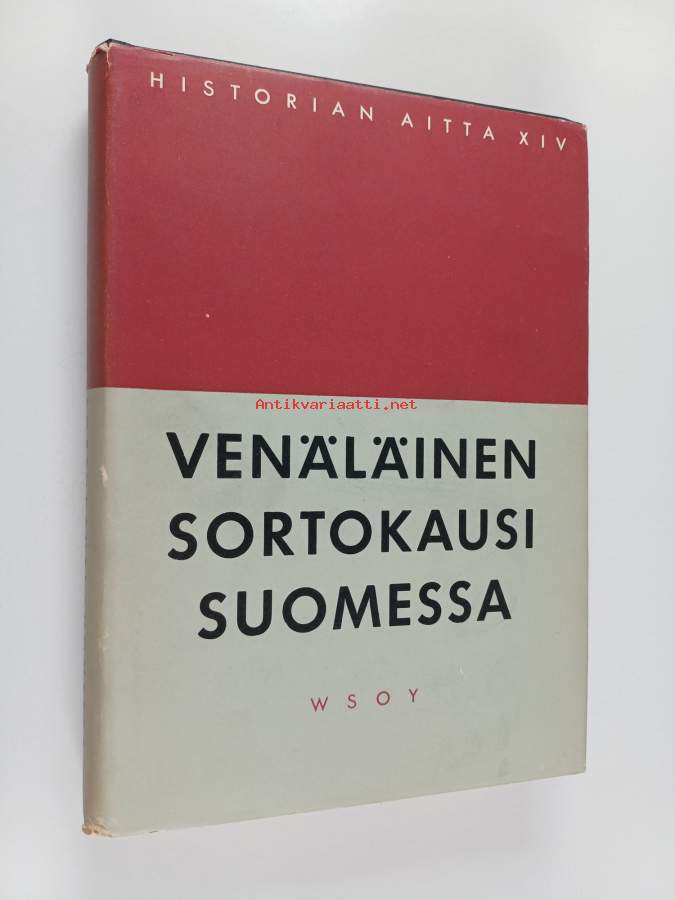 HISTORIAN AITTA XIV
Antikvariaatti.net
VENÄLÄINEN
SORTOKAUSI
SUOMESSA
WSOY